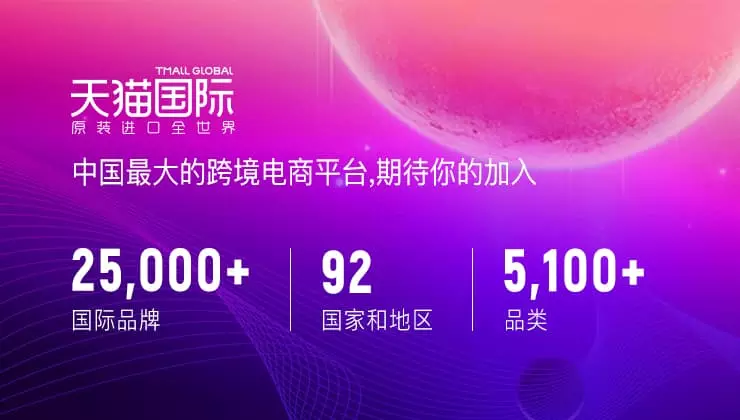 TMALL GLOBAL
天猫国际
原装进口全世界
中国最大的跨境电商平台,期待你的加入
25,000+
92
5,100+
国际品牌
国家和地区
品类